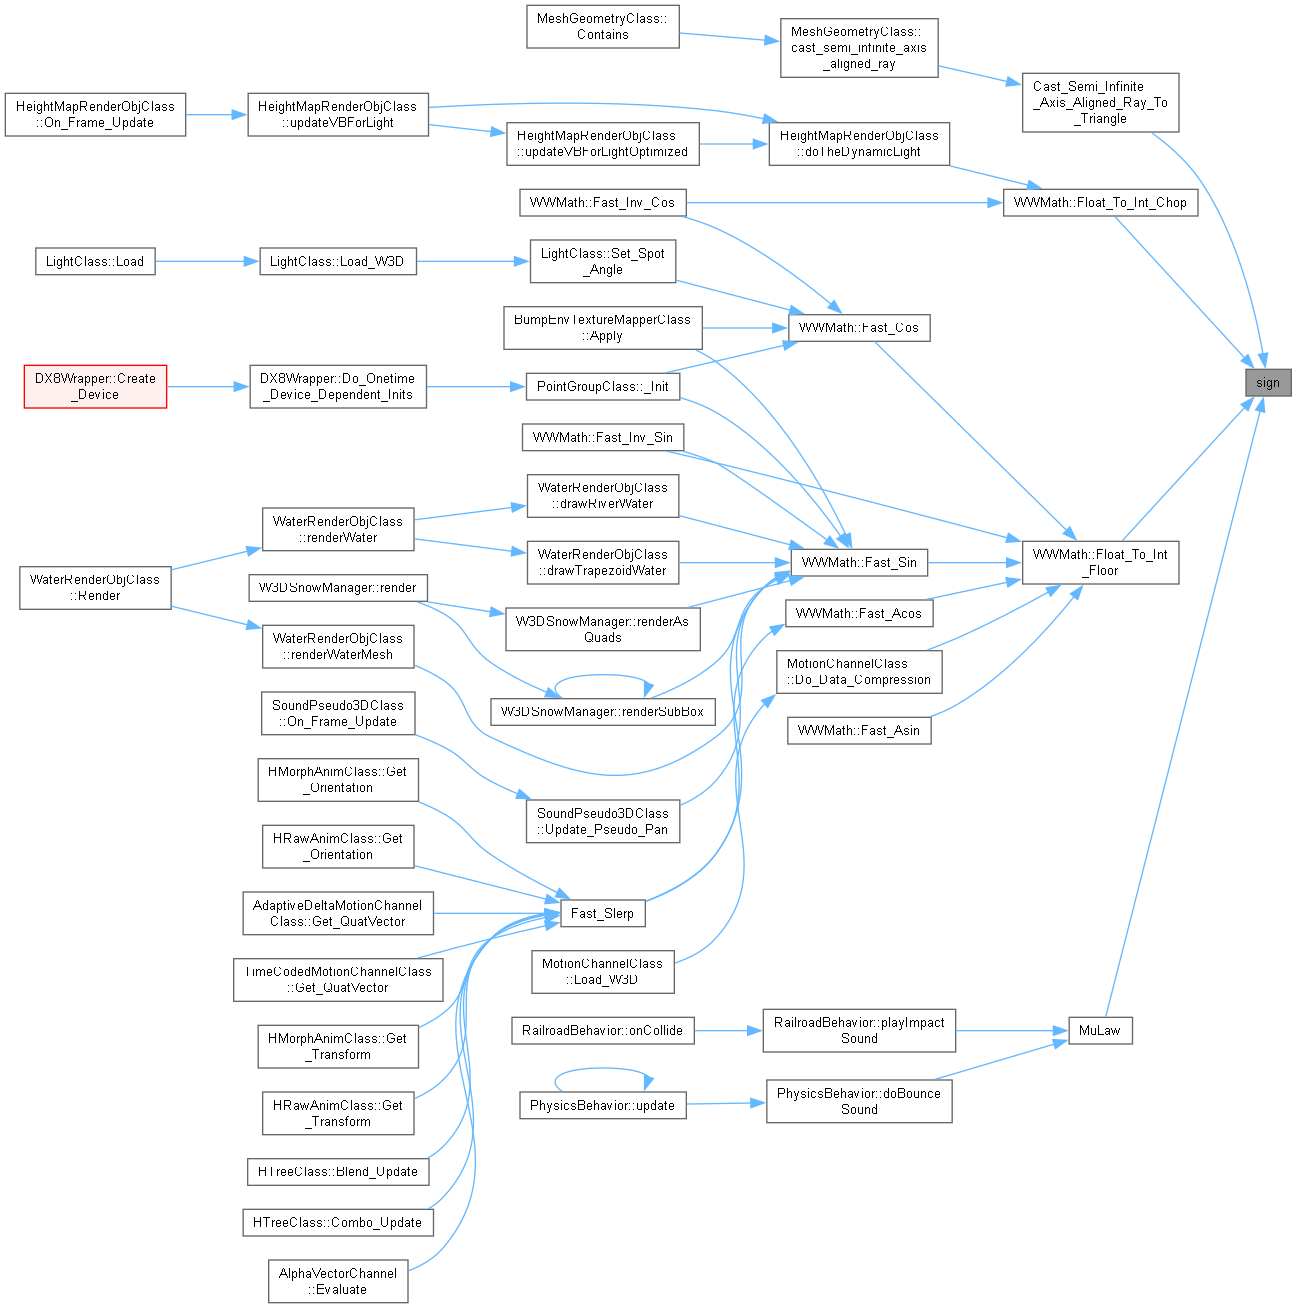 MeshGeometryClass::
Contains
MeshGeometryClass::
cast_semi_infinite_axis
_aligned_ray
Cast_Semi_Infinite
_Axis_Aligned_Ray_To
_Triangle
HeightMapRenderObjClass
::On_Frame_Update
HeightMapRenderObjClass
::updateVBForLight
HeightMapRenderObjClass
::updateVBForLightOptimized
HeightMapRenderObjClass
::doTheDynamicLight
WWMath::Fast_Inv_Cos
WWMath::Float_To_Int_Chop
LightClass::Load
LightClass::Load_W3D
LightClass::Set_Spot
_Angle
BumpEnvTextureMapperClass
::Apply
WWMath::Fast_Cos
DX8Wrapper::Create
_Device
DX8Wrapper::Do_Onetime
_Device_Dependent_Inits
PointGroupClass::_Init
sign
WWMath::Fast_Inv_Sin
WaterRenderObjClass
::drawRiverWater
WaterRenderObjClass
::renderWater
WaterRenderObjClass
::drawTrapezoidWater
WWMath::Fast_Sin
WWMath::Float_To_Int
_Floor
WaterRenderObjClass
::Render
W3DSnowManager::render
W3DSnowManager::renderAs
Quads
WWMath::Fast_Acos
WaterRenderObjClass
::renderWaterMesh
MotionChannelClass
::Do_Data_Compression
SoundPseudo3DClass
::On_Frame_Update
W3DSnowManager::renderSubBox
WWMath::Fast_Asin
HMorphAnimClass::Get
_Orientation
SoundPseudo3DClass
::Update_Pseudo_Pan
HRawAnimClass::Get
_Orientation
AdaptiveDeltaMotionChannel
Class::Get_QuatVector
Fast_Slerp
TimeCodedMotionChannelClass
::Get_QuatVector
MotionChannelClass
::Load_W3D
HMorphAnimClass::Get
_Transform
RailroadBehavior::onCollide
RailroadBehavior::playImpact
Sound
MuLaw
HRawAnimClass::Get
_Transform
PhysicsBehavior::update
PhysicsBehavior::doBounce
Sound
HTreeClass::Blend_Update
HTreeClass::Combo_Update
AlphaVectorChannel
::Evaluate